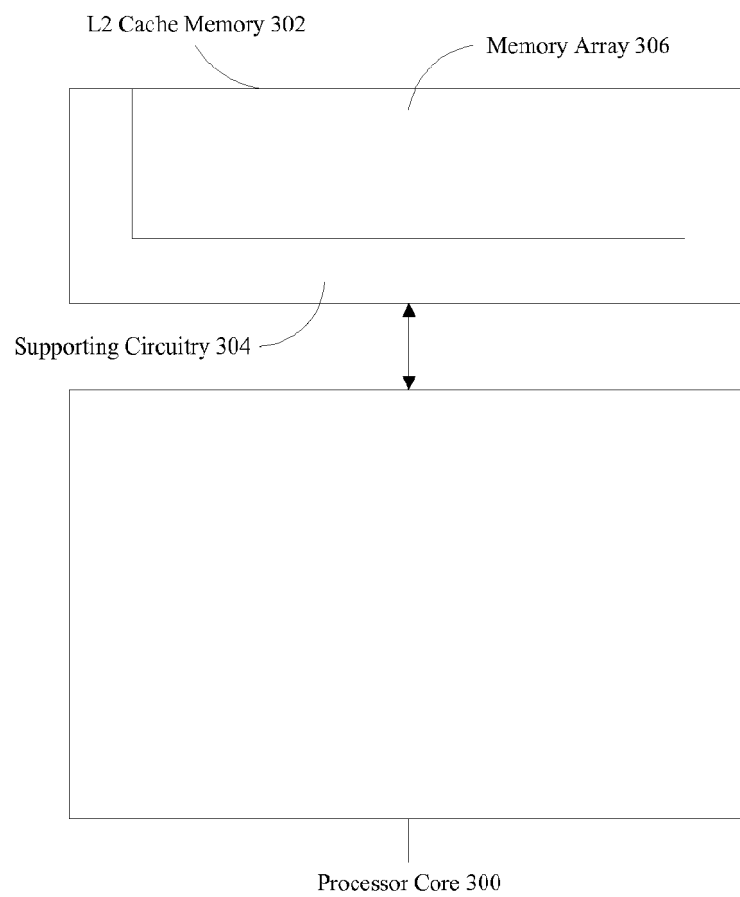 L2 Cache Memory 302
Memory Array 306
Supporting Circuitry 304
Processor Core 300